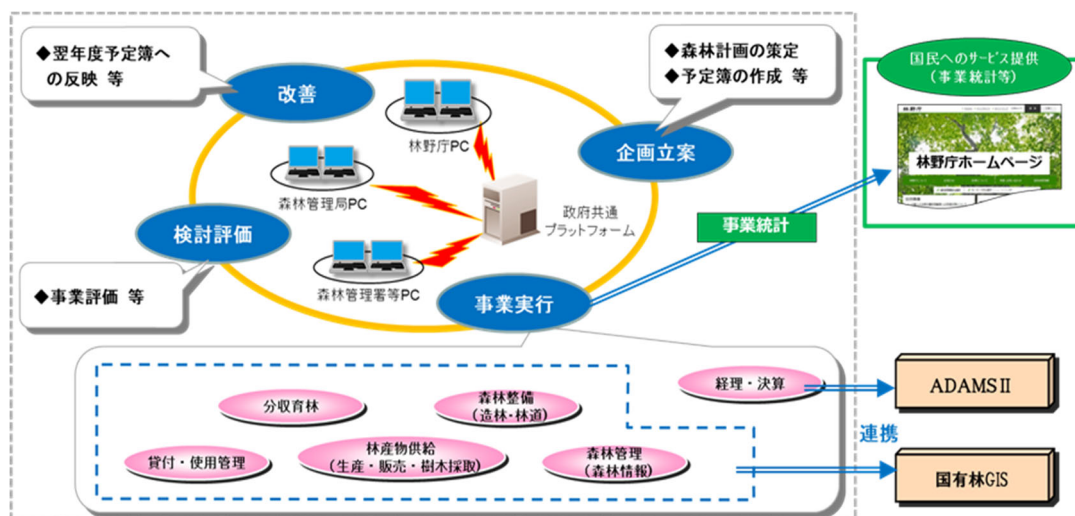 ◆翌年度予定簿へ
の反映 等
改善
◆森林計画の策定
◆予定簿の作成 等
企画立案
国民へのサービス提供
(事業統計等)
林野庁
林野庁ホームページ
林野庁PC
森林管理局PC
政府共通
プラットフォーム
事業統計
検討評価
◆事業評価 等
森林管理署等PC
事業実行
経理・決算
ADAMSⅡ
分収育林
森林整備
(造林・林道)
連携
貸付・使用管理
林産物供給
(生産・販売・樹木採取)
森林管理
(森林情報)
国有林GIS